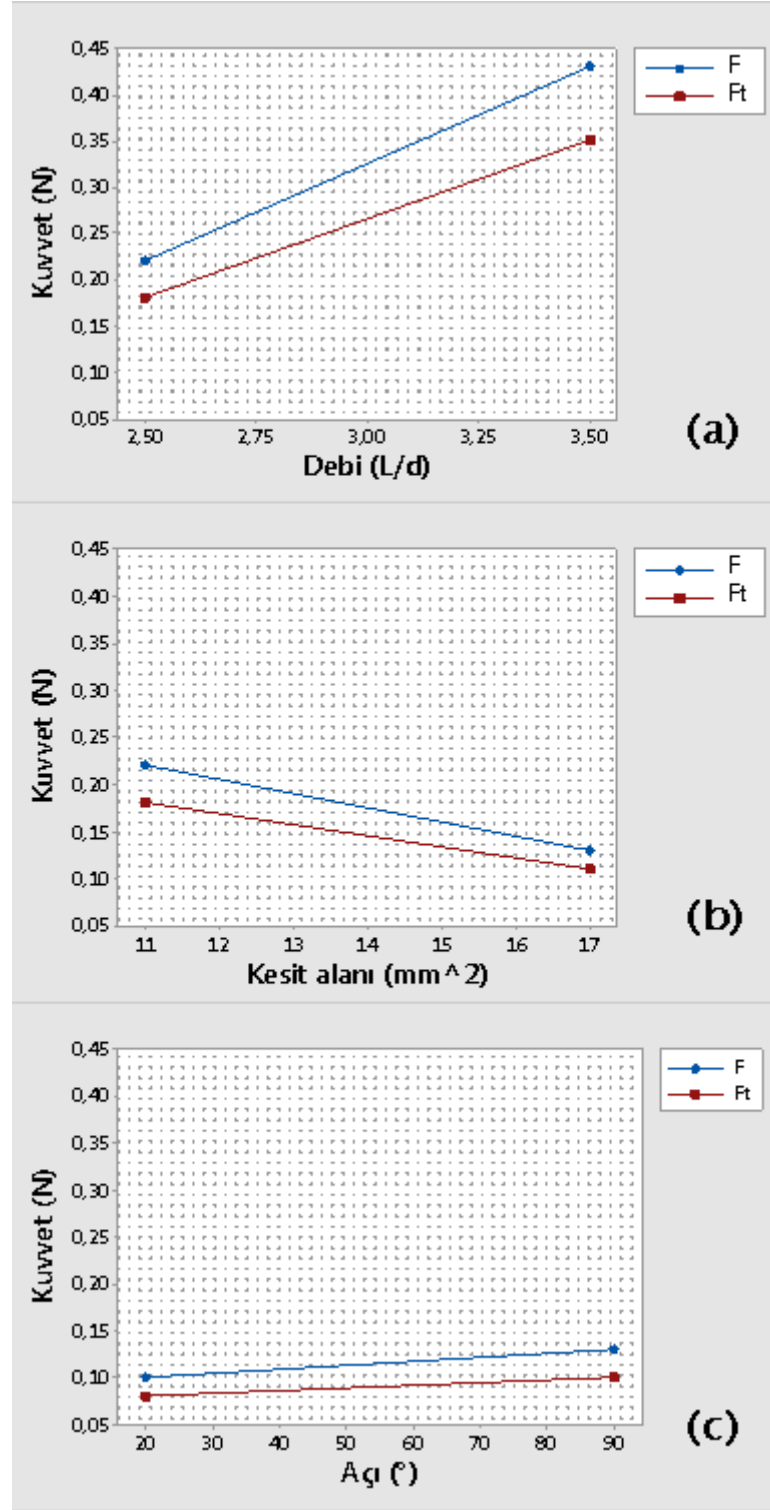 0,45
0,40
0,35
0,30
0,25
0,20
0,15
0,10
0,05
Kuvvet (N)
2,50 2,75 3,00 3,25 3,50
Debi (L/d)
F
Ft
(a)
0,45
0,40
0,35
0,30
0,25
0,20
0,15
0,10
0,05
Kuvvet (N)
11 12 13 14 15 16 17
Kesit alanı (mm^2)
F
Ft
(b)
0,45
0,40
0,35
0,30
0,25
0,20
0,15
0,10
0,05
Kuvvet (N)
20 30 40 50 60 70 80 90
Açı (°)
F
Ft
(c)